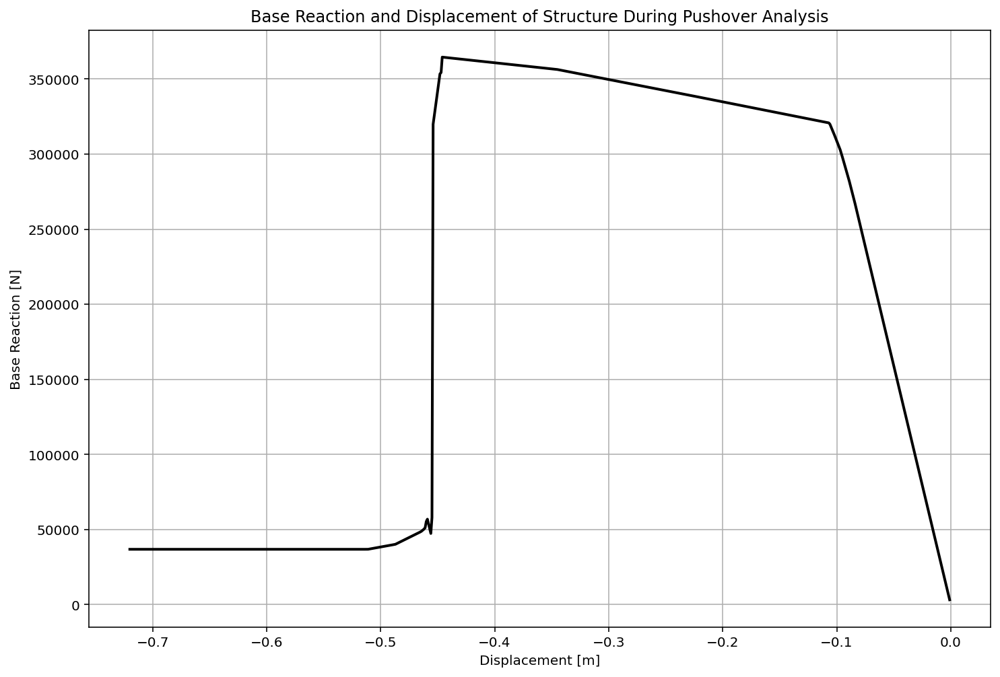 Base Reaction and Displacement of Structure During Pushover Analysis
Base Reaction [N]
350000
300000
250000
200000
150000
100000
50000
0
−0.7 −0.6 −0.5 −0.4 −0.3 −0.2 −0.1 0.0
Displacement [m]